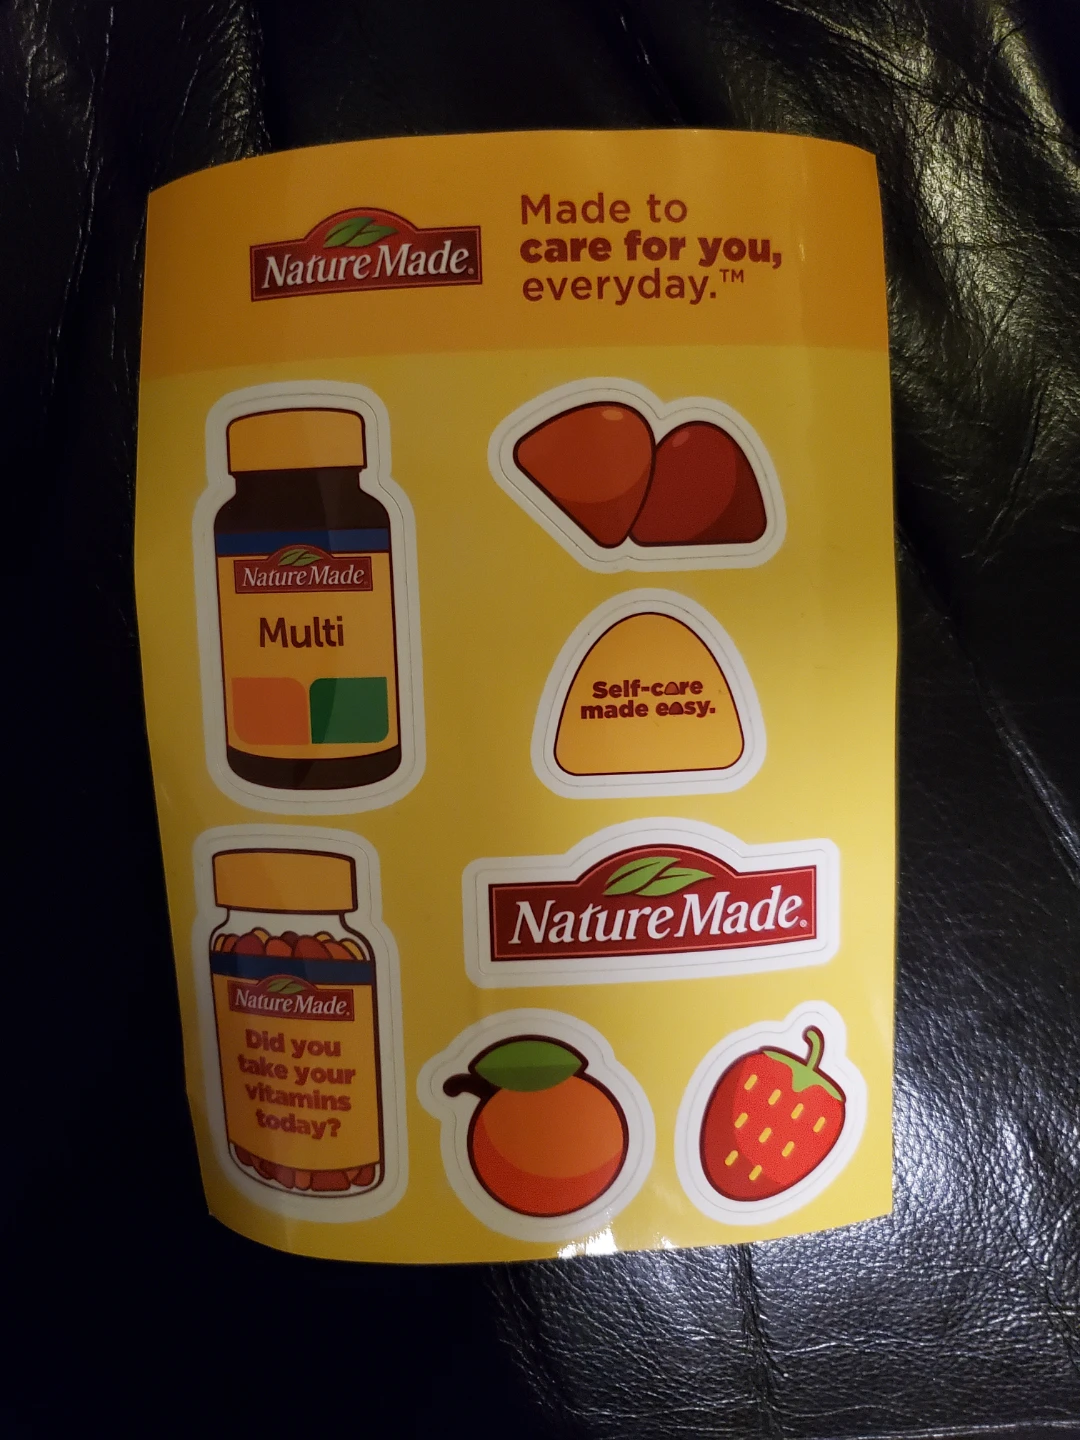 Nature Made®
Made to
care for you,
everyday.™
Nature Made®
Multi
Self-care
made easy.
Nature Made®
Nature Made®
Did you
take your
vitamins
today?